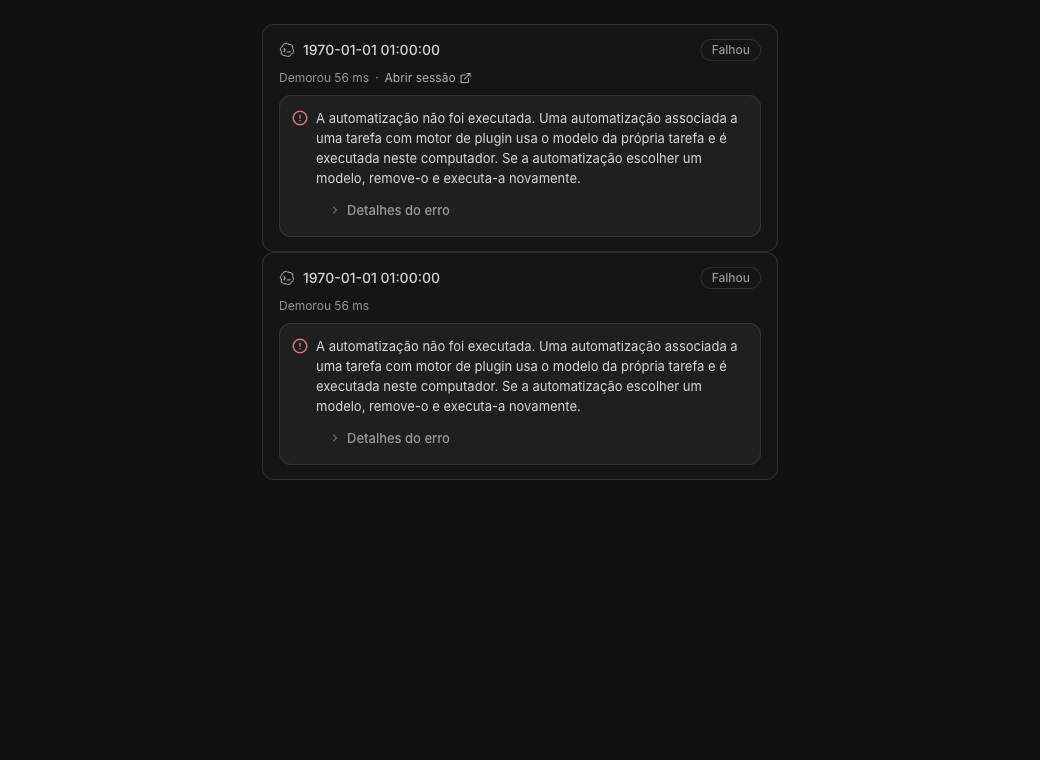 1970-01-01 01:00:00 Falhou
Demorou 56 ms · Abrir sessão
A automatização não foi executada. Uma automatização associada a
uma tarefa com motor de plugin usa o modelo da própria tarefa e é
executada neste computador. Se a automatização escolher um
modelo, remove-o e executa-a novamente.
Detalhes do erro
1970-01-01 01:00:00 Falhou
Demorou 56 ms
A automatização não foi executada. Uma automatização associada a
uma tarefa com motor de plugin usa o modelo da própria tarefa e é
executada neste computador. Se a automatização escolher um
modelo, remove-o e executa-a novamente.
Detalhes do erro